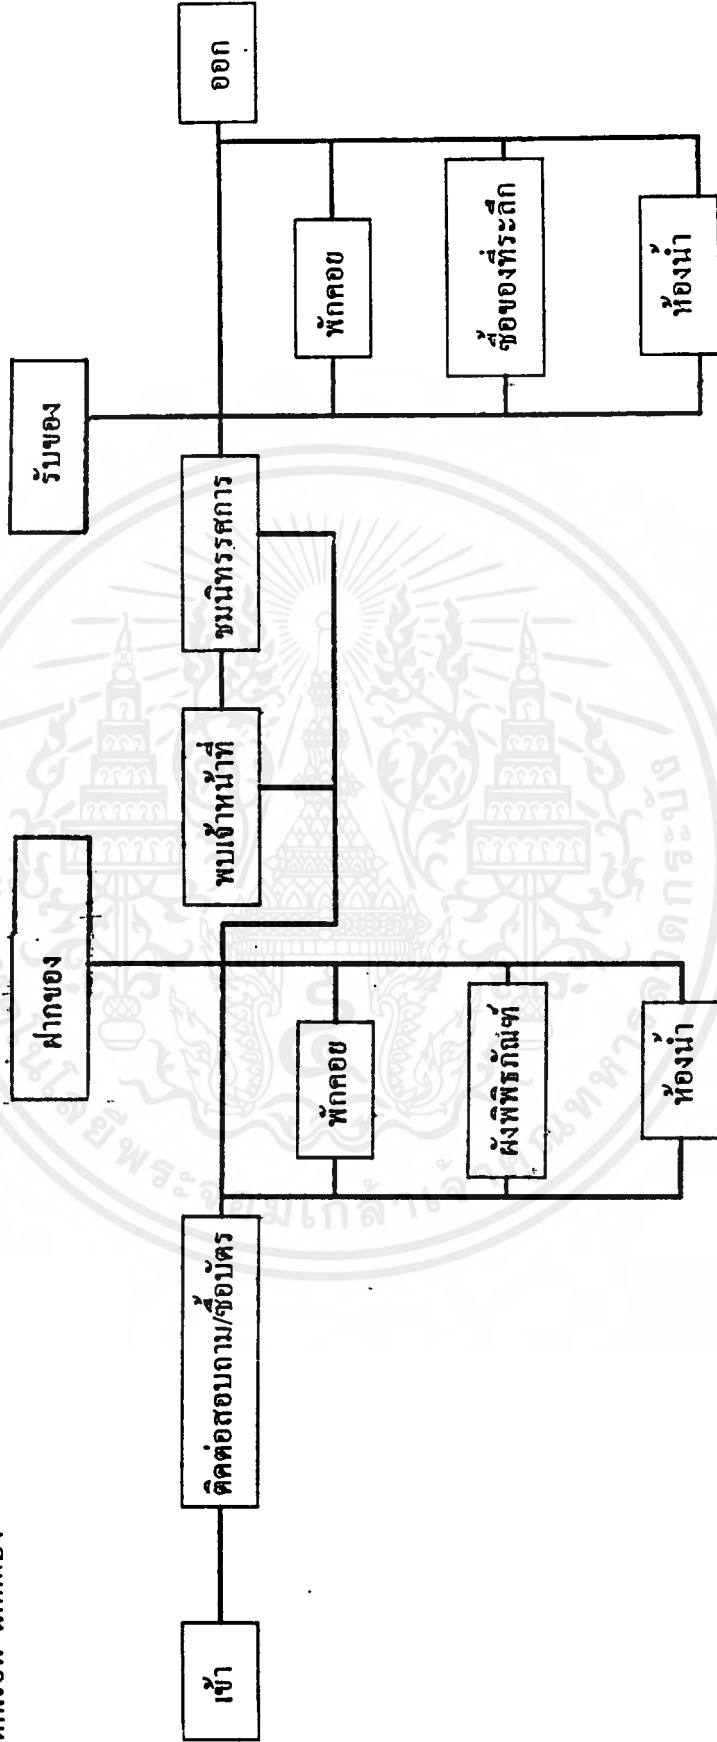 เข้า
ติดต่อสอบถาม/ซื้อบัตร
ฝากของ
พักคอย
ผังพิพิธภัณฑ์
ห้องน้ำ
พบเจ้าหน้าที่
ชมนิทรรศการ
รับของ
พักคอย
ซื้อของที่ระลึก
ห้องน้ำ
ออก